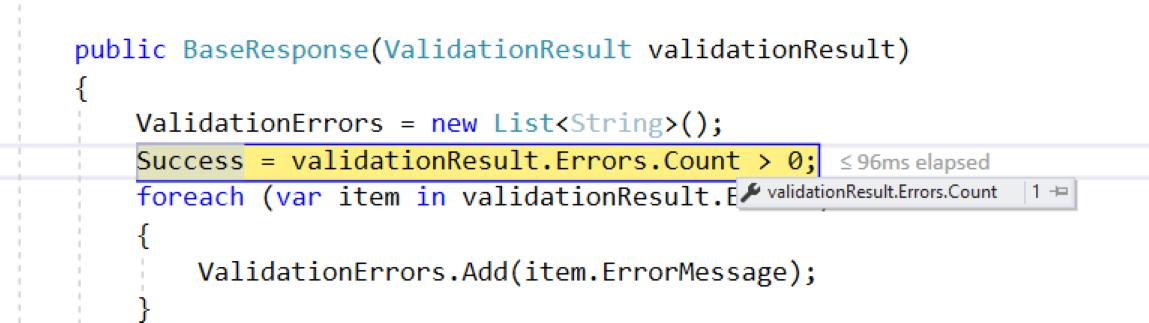 public BaseResponse(ValidationResult validationResult)
{
ValidationErrors = new List<String>();
Success = validationResult.Errors.Count > 0; ≤ 96ms elapsed
foreach (var item in validationResult.E
validationResult.Errors.Count 1
{
ValidationErrors.Add(item.ErrorMessage);
}